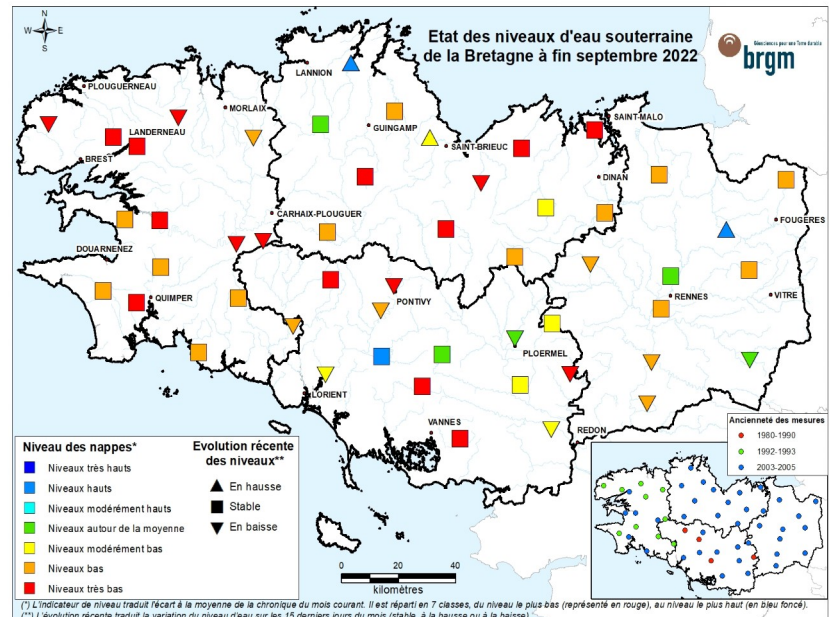 Etat des niveaux d'eau souterraine
de la Bretagne à fin septembre 2022
Géosciences pour une Terre durable
brgm
N
W E
S
PLOUGUERNEAU
LANNION
MORLAIX
GUINGAMP
SAINT-MALO
LANDERNEAU
SAINT-BRIEUC
BREST
DINAN
CARHAIX-PLOUGUER
FOUGERES
DOUARNENEZ
QUIMPER
PONTIVY
RENNES
VITRE
PLOERMEL
LORIENT
VANNES
REDON
Niveau des nappes*
Niveaux très hauts
Niveaux hauts
Niveaux modérément hauts
Niveaux autour de la moyenne
Niveaux modérément bas
Niveaux bas
Niveaux très bas
Evolution récente
des niveaux**
En hausse
Stable
En baisse
0 20 40
kilomètres
Ancienneté des mesures
1980-1990
1992-1993
2003-2005
(*) L'indicateur de niveau traduit l'écart à la moyenne de la chronique du mois courant. Il est réparti en 7 classes, du niveau le plus bas (représenté en rouge), au niveau le plus haut (en bleu foncé).
(**) L'évolution récente traduit la variation du niveau d'eau sur les 15 derniers jours du mois (stable, à la hausse ou à la baisse)